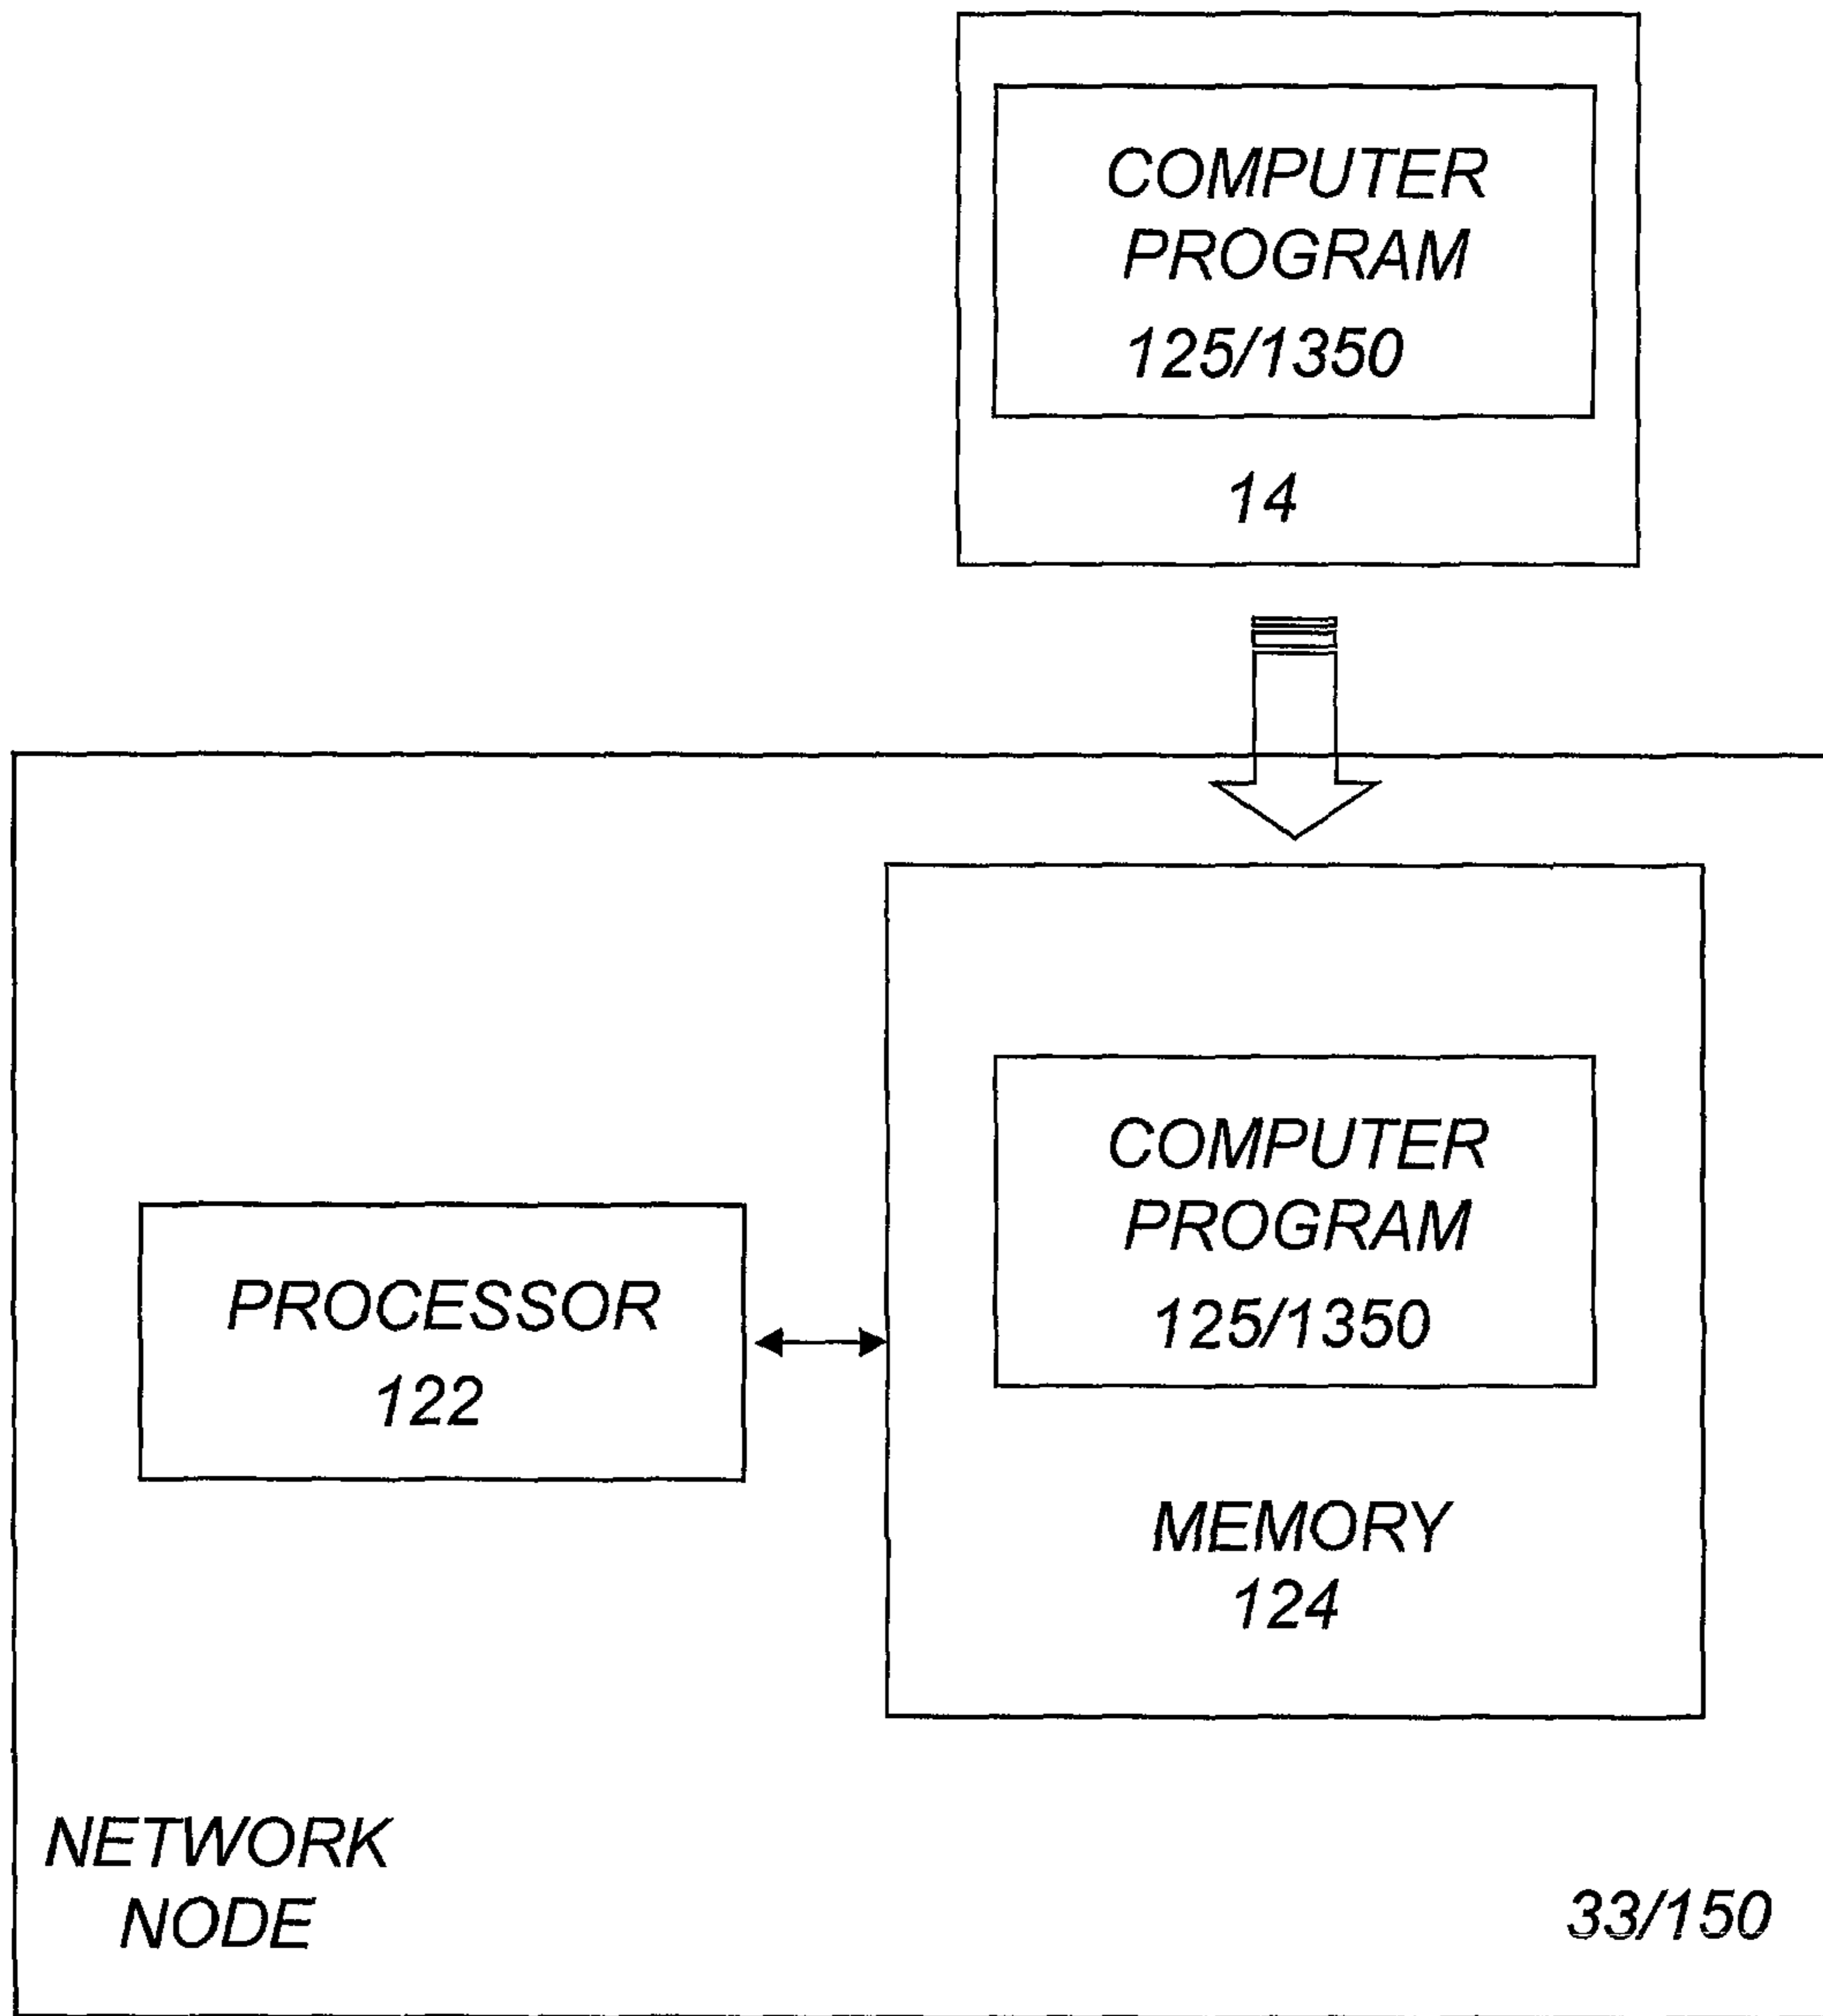 COMPUTER
PROGRAM
125/1350
14
COMPUTER
PROGRAM
125/1350
PROCESSOR
122
MEMORY
124
NETWORK
NODE
33/150